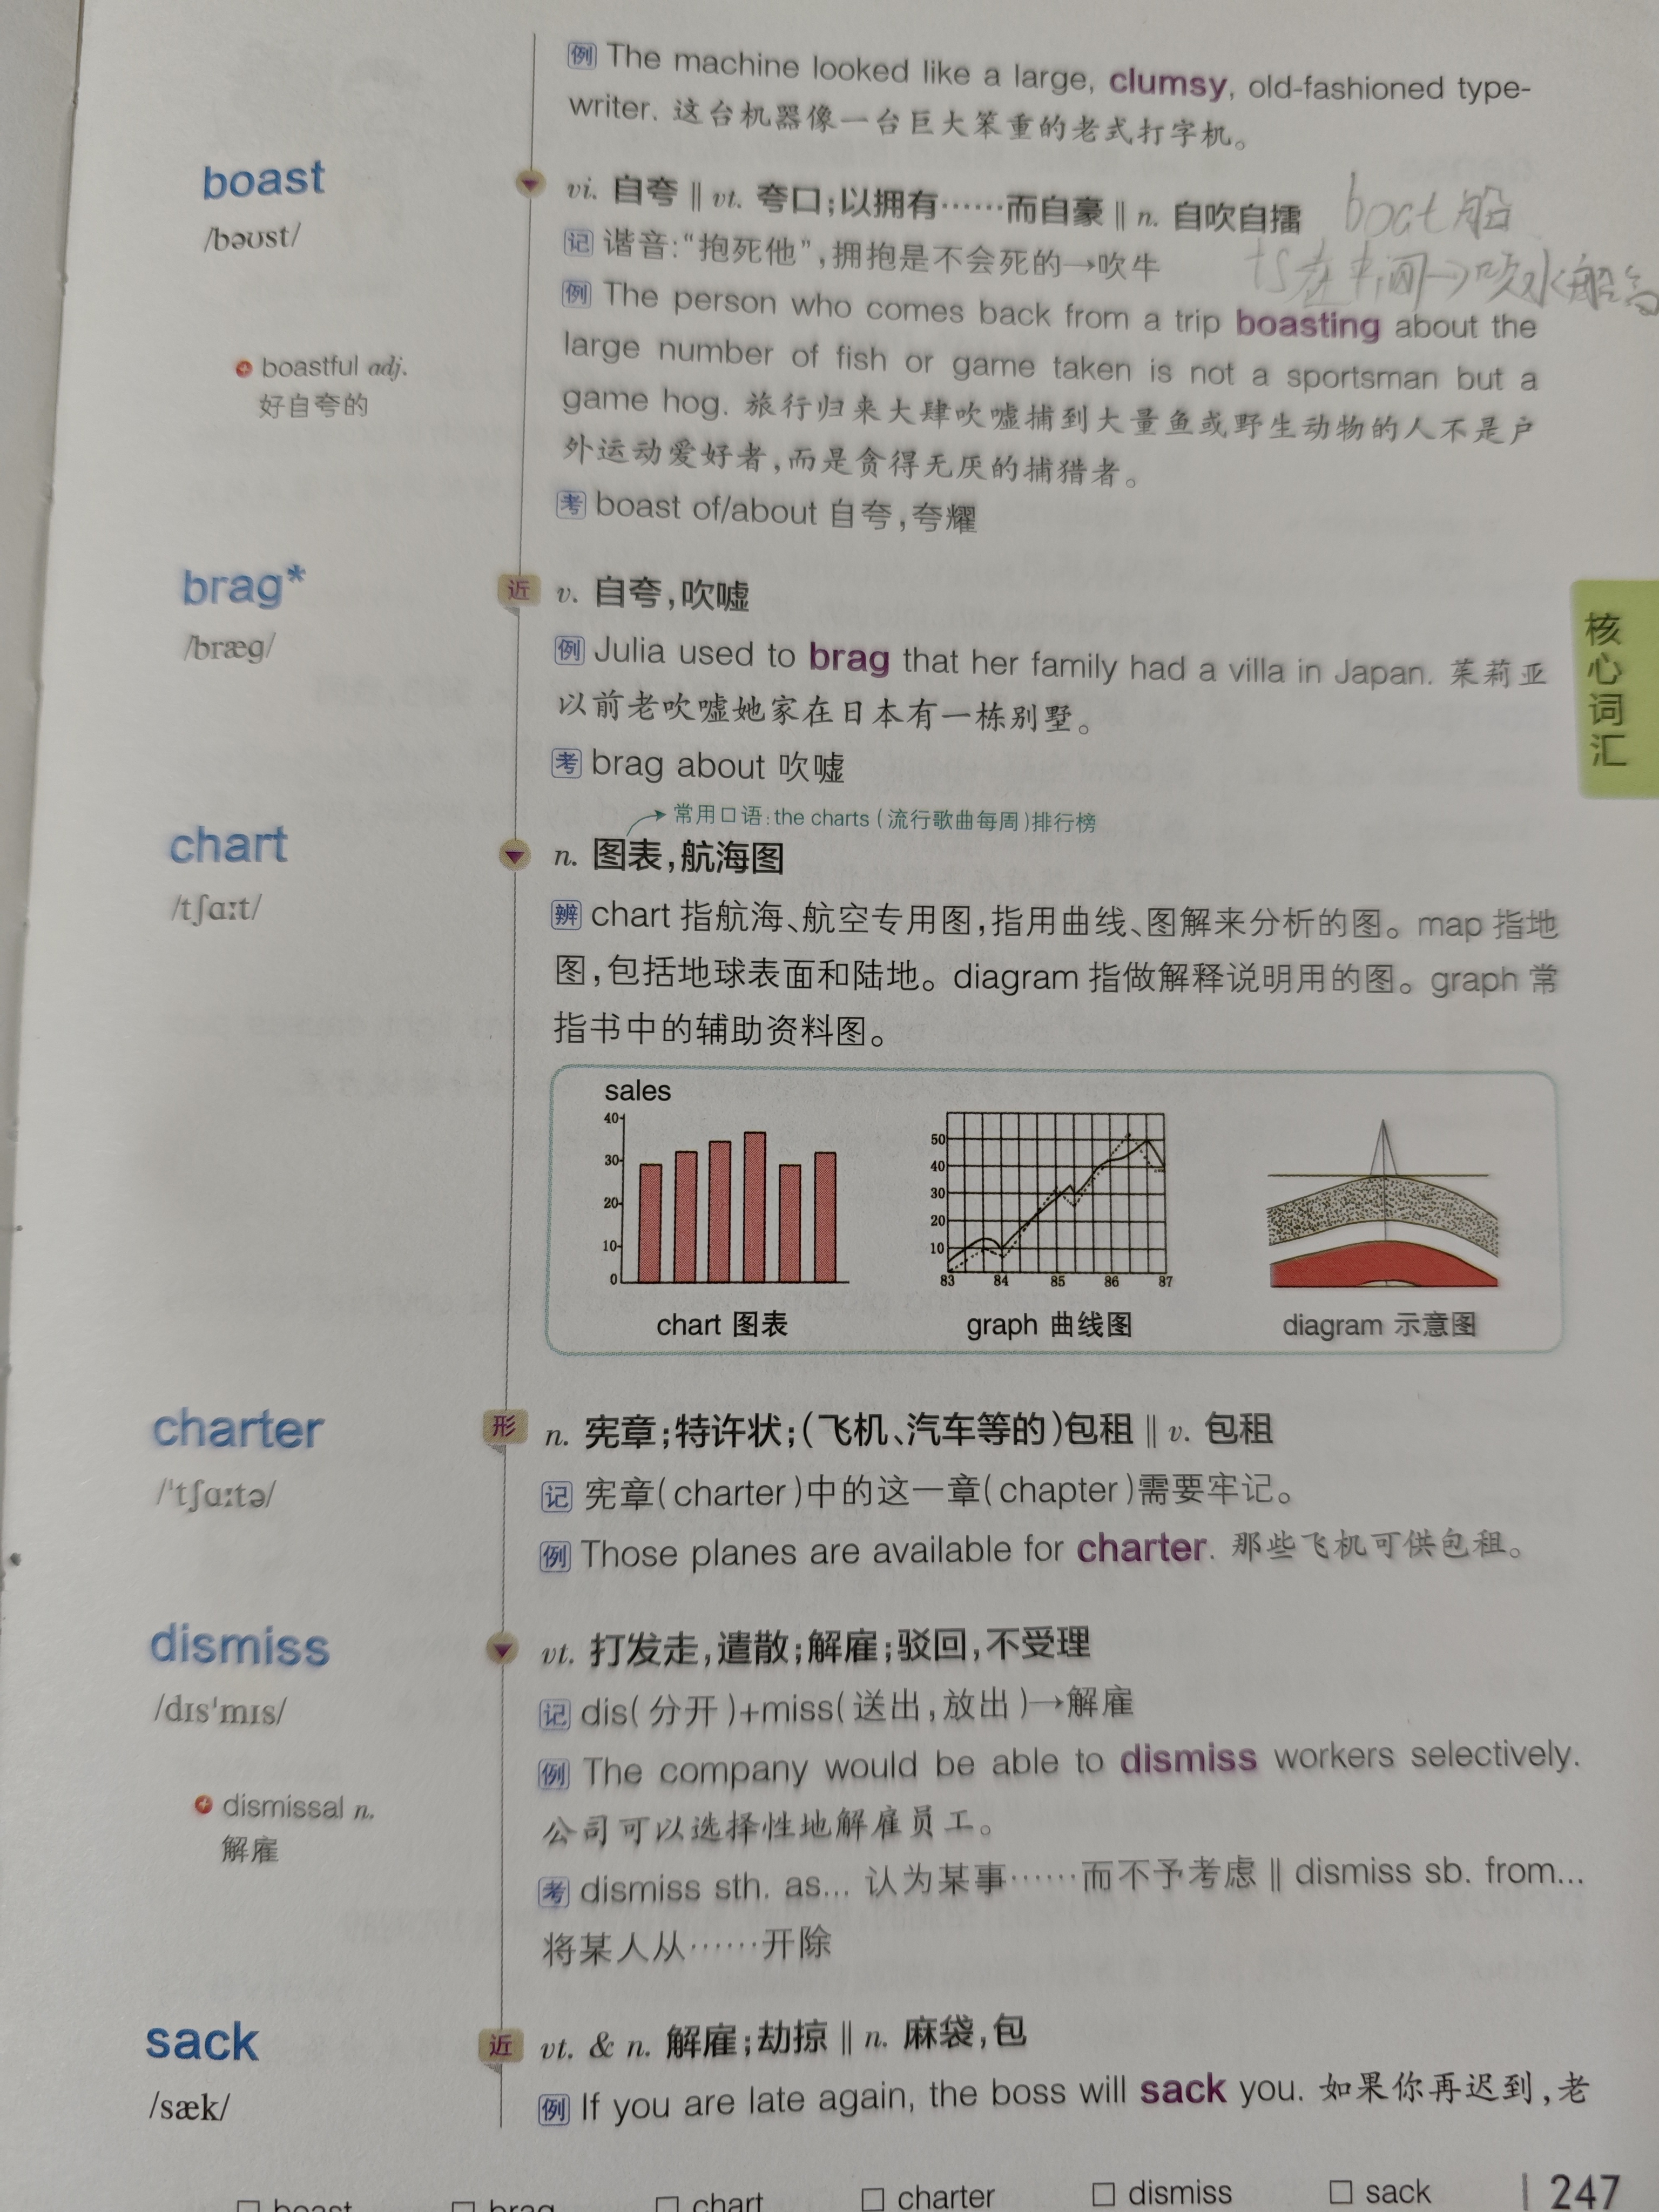 例 The machine looked like a large, clumsy, old-fashioned type-
writer. 这台机器像一台巨大笨重的老式打字机。
boast
/bəʊst/
vi. 自夸 ‖ vt. 夸口;以拥有……而自豪 ‖ n. 自吹自擂
boat 船
记 谐音:“抱死他”,拥抱是不会死的→吹牛
+ boastful adj.
好自夸的
例 The person who comes back from a trip boasting about the
large number of fish or game taken is not a sportsman but a
game hog. 旅行归来大肆吹嘘捕到大量鱼或野生动物的人不是户
外运动爱好者,而是贪得无厌的捕猎者。
考 boast of/about 自夸,夸耀
brag*
/bræg/
近 v. 自夸,吹嘘
例 Julia used to brag that her family had a villa in Japan. 茱莉亚
以前老吹嘘她家在日本有一栋别墅。
考 brag about 吹嘘
核心词汇
chart
/tʃɑːt/
常用口语:the charts (流行歌曲每周)排行榜
n. 图表,航海图
辨 chart 指航海、航空专用图,指用曲线、图解来分析的图。map 指地
图,包括地球表面和陆地。diagram 指做解释说明用的图。graph 常
指书中的辅助资料图。
sales
40
30
20
10
0
chart 图表
50
40
30
20
10
83 84 85 86 87
graph 曲线图
diagram 示意图
charter
/ˈtʃɑːtə/
形 n. 宪章;特许状;(飞机、汽车等的)包租 ‖ v. 包租
记 宪章(charter)中的这一章(chapter)需要牢记。
例 Those planes are available for charter. 那些飞机可供包租。
dismiss
/dɪsˈmɪs/
vt. 打发走,遣散;解雇;驳回,不受理
记 dis(分开)+miss(送出,放出)→解雇
+ dismissal n.
解雇
例 The company would be able to dismiss workers selectively.
公司可以选择性地解雇员工。
考 dismiss sth. as... 认为某事……而不予考虑 ‖ dismiss sb. from...
将某人从……开除
sack
/sæk/
近 vt. & n. 解雇;劫掠 ‖ n. 麻袋,包
例 If you are late again, the boss will sack you. 如果你再迟到,老
□ boast □ brag □ chart □ charter □ dismiss □ sack | 247